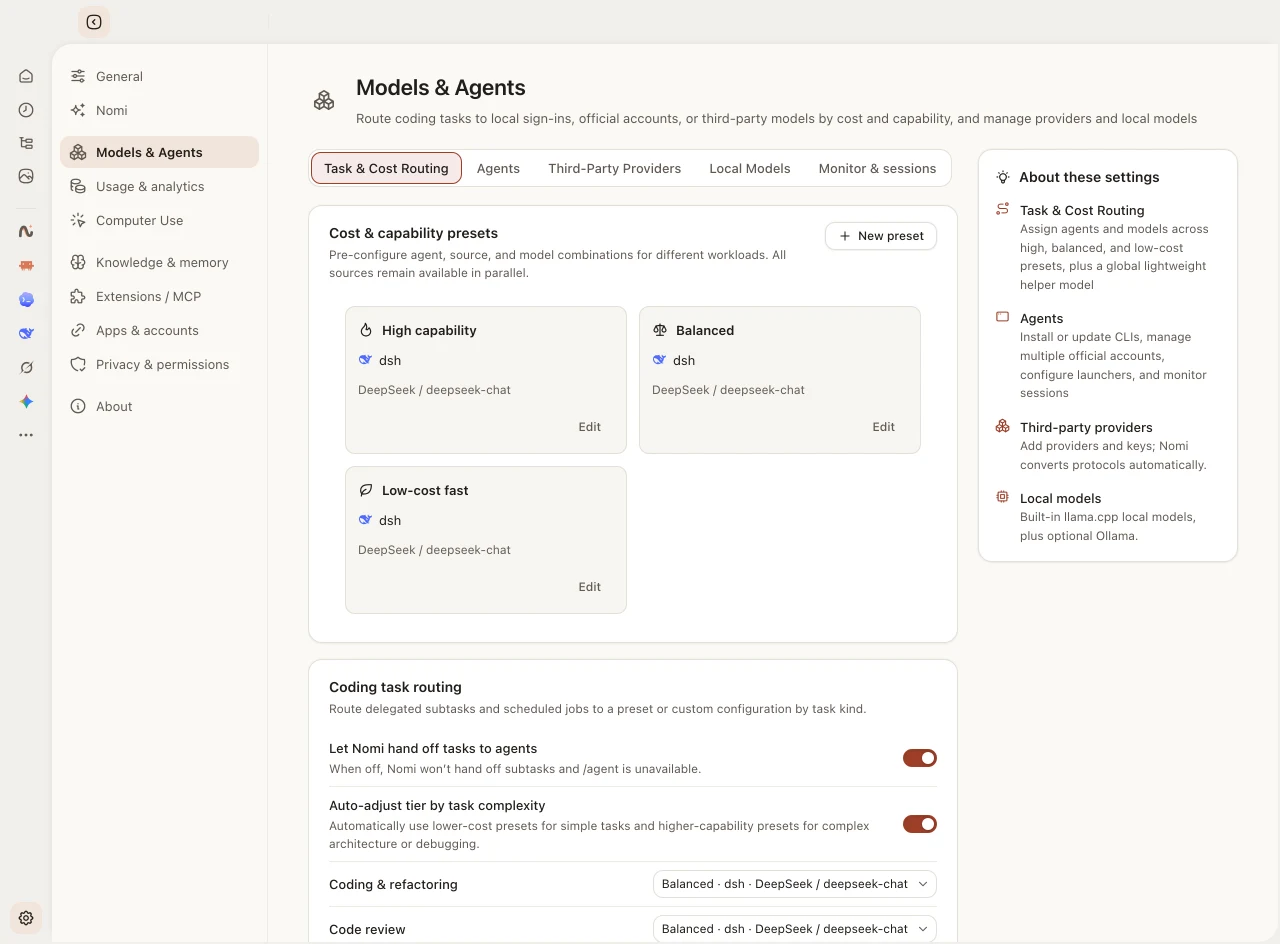 General
Nomi
Models & Agents
Usage & analytics
Computer Use
Knowledge & memory
Extensions / MCP
Apps & accounts
Privacy & permissions
About
Models & Agents
Route coding tasks to local sign-ins, official accounts, or third-party models by cost and capability, and manage providers and local models
Task & Cost Routing
Agents
Third-Party Providers
Local Models
Monitor & sessions
Cost & capability presets
Pre-configure agent, source, and model combinations for different workloads. All
sources remain available in parallel.
New preset
High capability
dsh
DeepSeek / deepseek-chat
Edit
Balanced
dsh
DeepSeek / deepseek-chat
Edit
Low-cost fast
dsh
DeepSeek / deepseek-chat
Edit
Coding task routing
Route delegated subtasks and scheduled jobs to a preset or custom configuration by task kind.
Let Nomi hand off tasks to agents
When off, Nomi won't hand off subtasks and /agent is unavailable.
Auto-adjust tier by task complexity
Automatically use lower-cost presets for simple tasks and higher-capability presets for complex
architecture or debugging.
Coding & refactoring
Balanced · dsh · DeepSeek / deepseek-chat
Code review
Balanced · dsh · DeepSeek / deepseek-chat
About these settings
Task & Cost Routing
Assign agents and models across
high, balanced, and low-cost
presets, plus a global lightweight
helper model
Agents
Install or update CLIs, manage
multiple official accounts,
configure launchers, and monitor
sessions
Third-party providers
Add providers and keys; Nomi
converts protocols automatically.
Local models
Built-in llama.cpp local models,
plus optional Ollama.